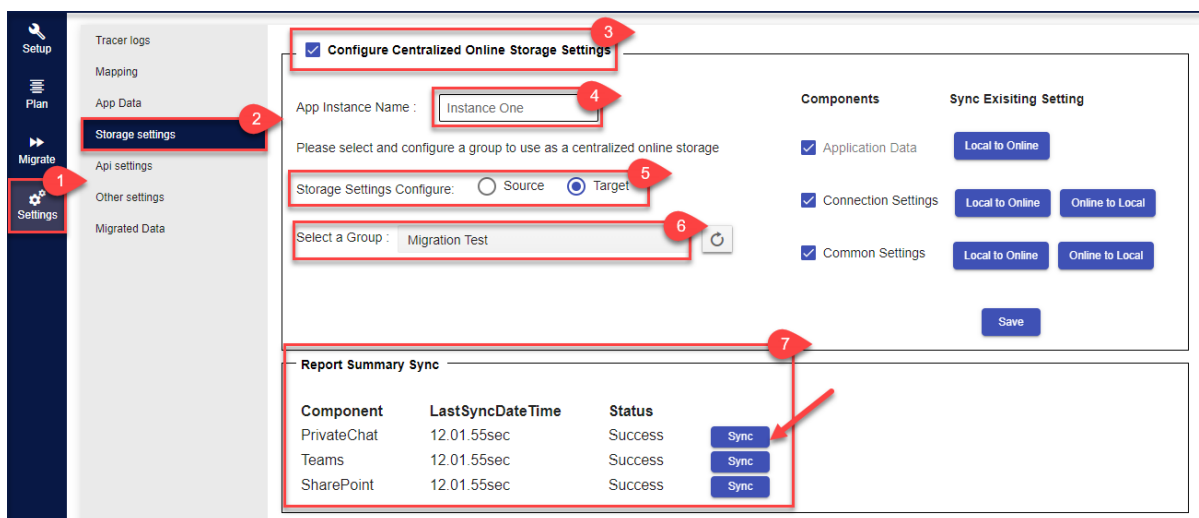 Setup
Plan
Migrate
1
Settings
Tracer logs
Mapping
App Data
2
Storage settings
Api settings
Other settings
Migrated Data
3
Configure Centralized Online Storage Settings
App Instance Name : Instance One
4
Please select and configure a group to use as a centralized online storage
5
Storage Settings Configure: Source Target
6
Select a Group : Migration Test
Components Sync Exisiting Setting
Application Data Local to Online
Connection Settings Local to Online Online to Local
Common Settings Local to Online Online to Local
Save
7
Report Summary Sync
Component LastSyncDateTime Status
PrivateChat 12.01.55sec Success Sync
Teams 12.01.55sec Success Sync
SharePoint 12.01.55sec Success Sync